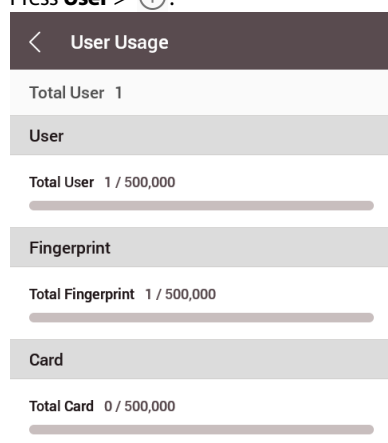 Press User >
User Usage
Total User 1
User
Total User 1 / 500,000
Fingerprint
Total Fingerprint 1 / 500,000
Card
Total Card 0 / 500,000